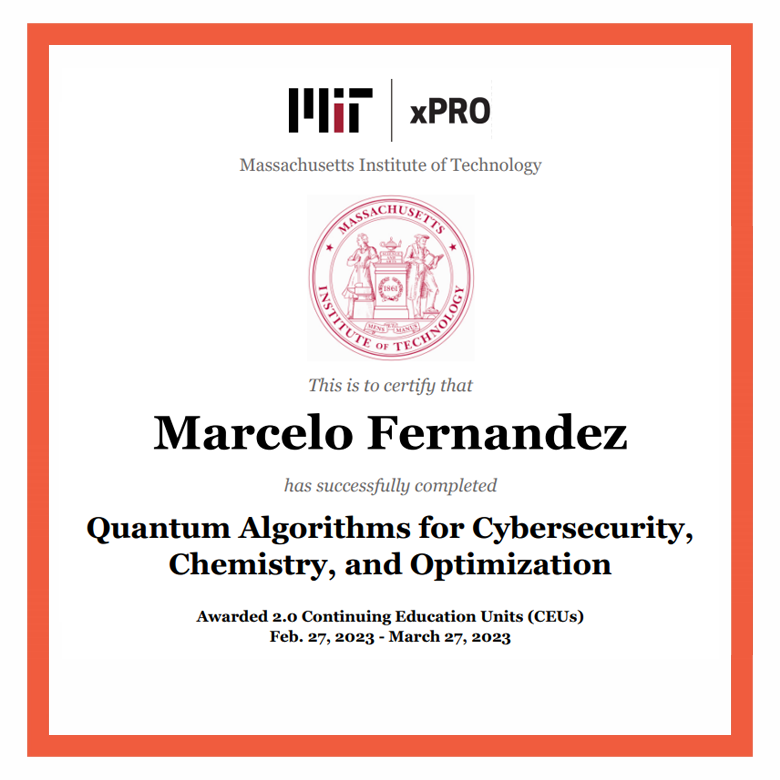 MIT xPRO
Massachusetts Institute of Technology
MASSACHUSETTS
INSTITUTE OF TECHNOLOGY
1861
MENS MANUS
This is to certify that
Marcelo Fernandez
has successfully completed
Quantum Algorithms for Cybersecurity,
Chemistry, and Optimization
Awarded 2.0 Continuing Education Units (CEUs)
Feb. 27, 2023 - March 27, 2023